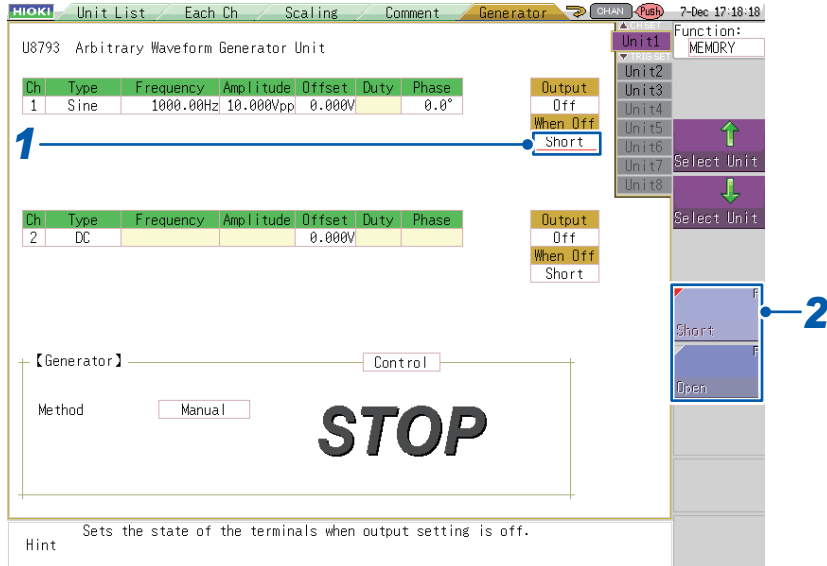 HIOKI Unit List Each Ch Scaling Comment Generator CHAN Push 7-Dec 17:18:18
▲CH SET
Function:
MEMORY
U8793 Arbitrary Waveform Generator Unit
Unit1
▼TRIG SET
Unit2
Unit3
Unit4
Unit5
Unit6
Unit7
Unit8
Select Unit
Select Unit
Ch Type Frequency Amplitude Offset Duty Phase
1 Sine 1000.00Hz 10.000Vpp 0.000V 0.0°
Output
Off
When Off
Short
1
Ch Type Frequency Amplitude Offset Duty Phase
2 DC 0.000V
Output
Off
When Off
Short
F
Short
F
Open
2
【Generator】 Control
Method Manual
STOP
Hint Sets the state of the terminals when output setting is off.